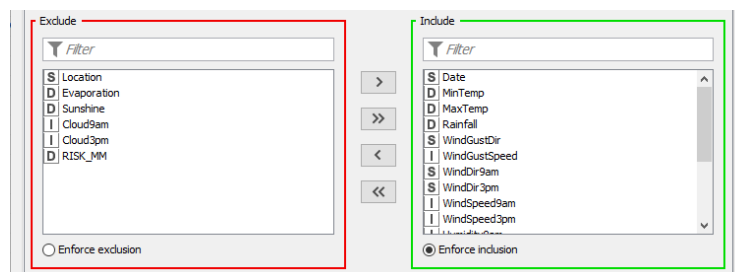 Exclude
Filter
S Location
D Evaporation
D Sunshine
I Cloud9am
I Cloud3pm
D RISK_MM
Enforce exclusion
>
>>
<
<<
Include
Filter
S Date
D MinTemp
D MaxTemp
D Rainfall
S WindGustDir
I WindGustSpeed
S WindDir9am
S WindDir3pm
I WindSpeed9am
I WindSpeed3pm
Enforce inclusion